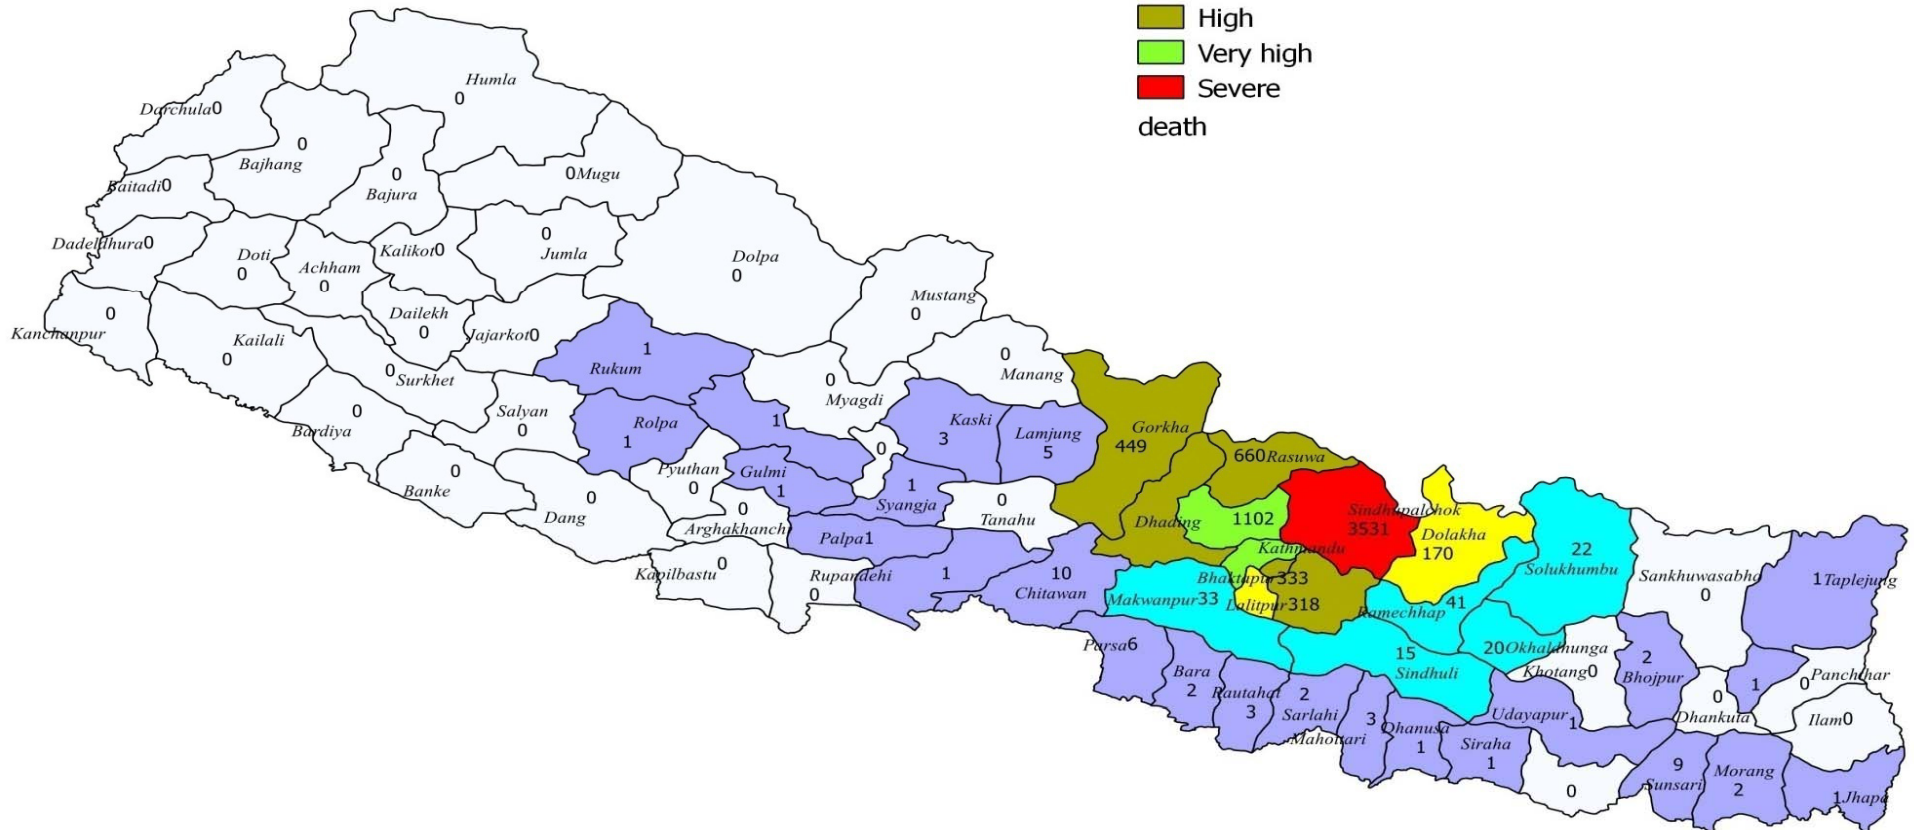 High
Very high
Severe
death
Humla
0
Darchula0
0
Bajhang
0
Bajura
0Mugu
Baitadi0
Dadeldhura0
Doti
0
Achham
0
Kalikot0
0
Jumla
Dolpa
0
Mustang
0
0
Kanchanpur
Kailali
0
Dailekh
0
Jajarkot0
1
Rukum
0
Surkhet
0
Myagdi
0
Manang
0
Bardiya
Salyan
0
Rolpa
1
1
0
Kaski
3
Lamjung
5
Gorkha
449
660Rasuwa
0
Banke
0
Dang
Pyuthan
0
Gulmi
1
0
Arghakhanchi
1
Syangja
0
Tanahu
Dhading
1102
Sindhupalchok
3531
Dolakha
170
22
Solukhumbu
Palpa1
Kathmandu
0
Kapilbastu
Rupandehi
0
1
10
Chitawan
Makwanpur33
Bhaktapur333
Lalitpur318
Ramechhap
41
Sankhuwasabha
0
1Taplejung
Parsa6
Bara
2
Rautahat
3
2
Sarlahi
3
Mahottari
15
Sindhuli
20Okhaldhunga
Khotang0
2
Bhojpur
1
0Panchthar
0
Dhankuta
Ilam0
Dhanusa
1
Siraha
1
Udayapur1
0
9
Sunsari
Morang
2
1Jhapa